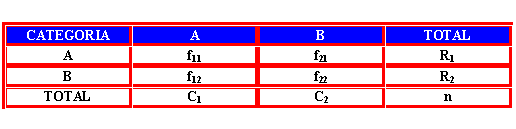 CATEGORIA A B TOTAL
A f11 f21 R1
B f12 f22 R2
TOTAL C1 C2 n